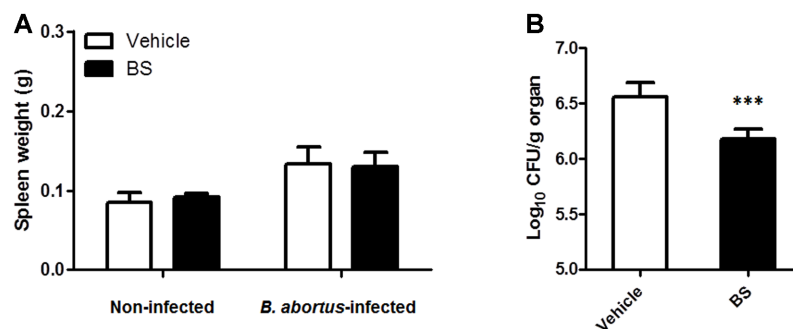 A
Spleen weight (g)
0.3
0.2
0.1
0.0
Vehicle
BS
Non-infected
B. abortus-infected
B
Log10 CFU/g organ
7.0
6.5
6.0
5.5
5.0
***
Vehicle
BS